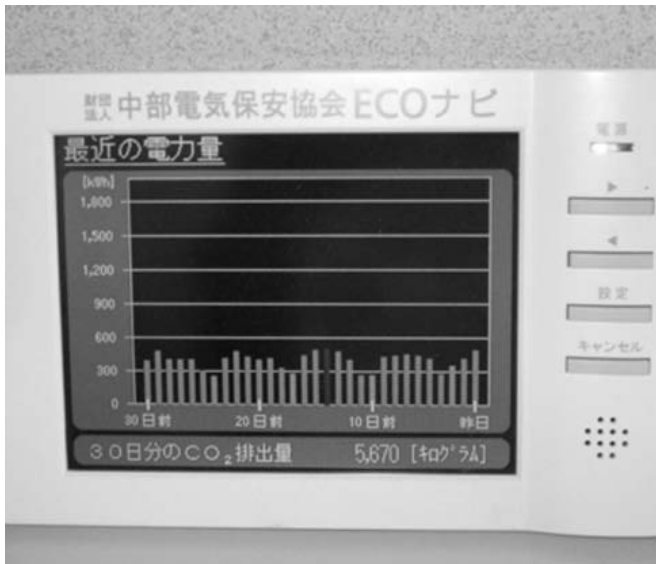 財団法人 中部電気保安協会 ECOナビ
電源
最近の電力量
[kWh]
1,800
1,500
1,200
900
600
300
0
30日前
20日前
10日前
昨日
30日分のCO₂排出量 5,670 [キログラム]
▶
◀
設定
キャンセル